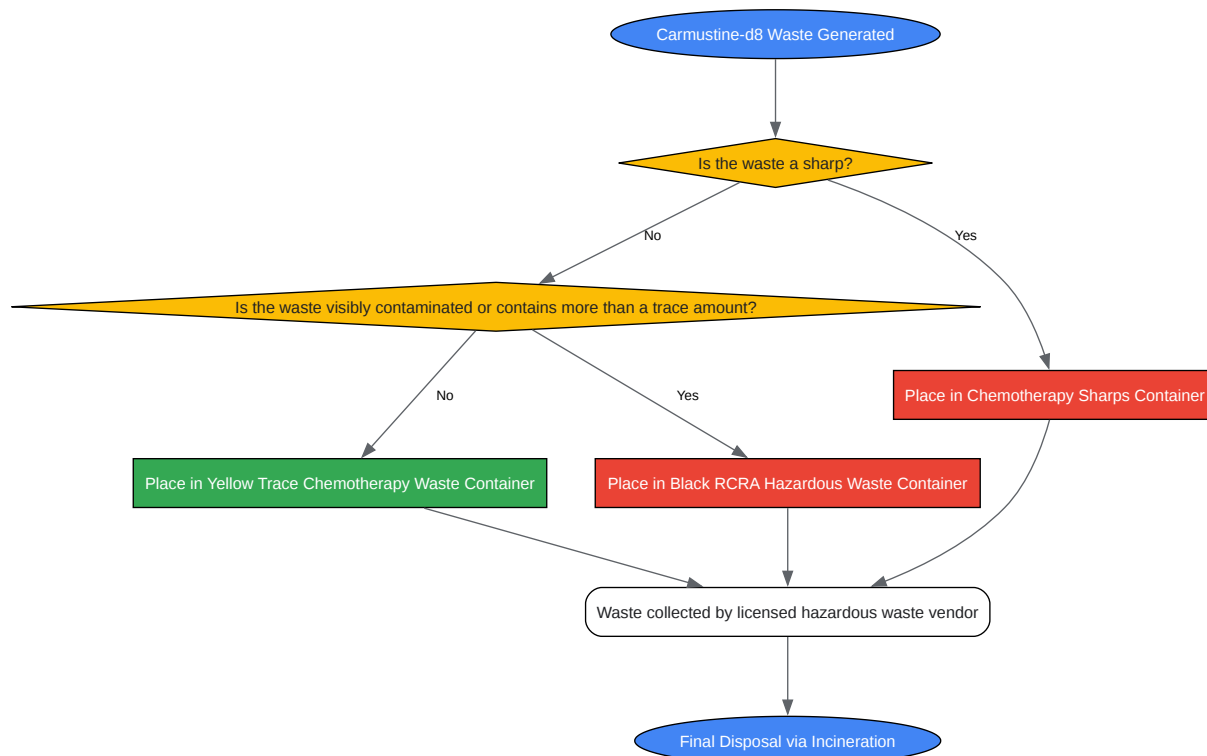 Carmustine-d8 Waste Generated
Is the waste a sharp?
No
Yes
Is the waste visibly contaminated or contains more than a trace amount?
Place in Chemotherapy Sharps Container
No
Yes
Place in Yellow Trace Chemotherapy Waste Container
Place in Black RCRA Hazardous Waste Container
Waste collected by licensed hazardous waste vendor
Final Disposal via Incineration